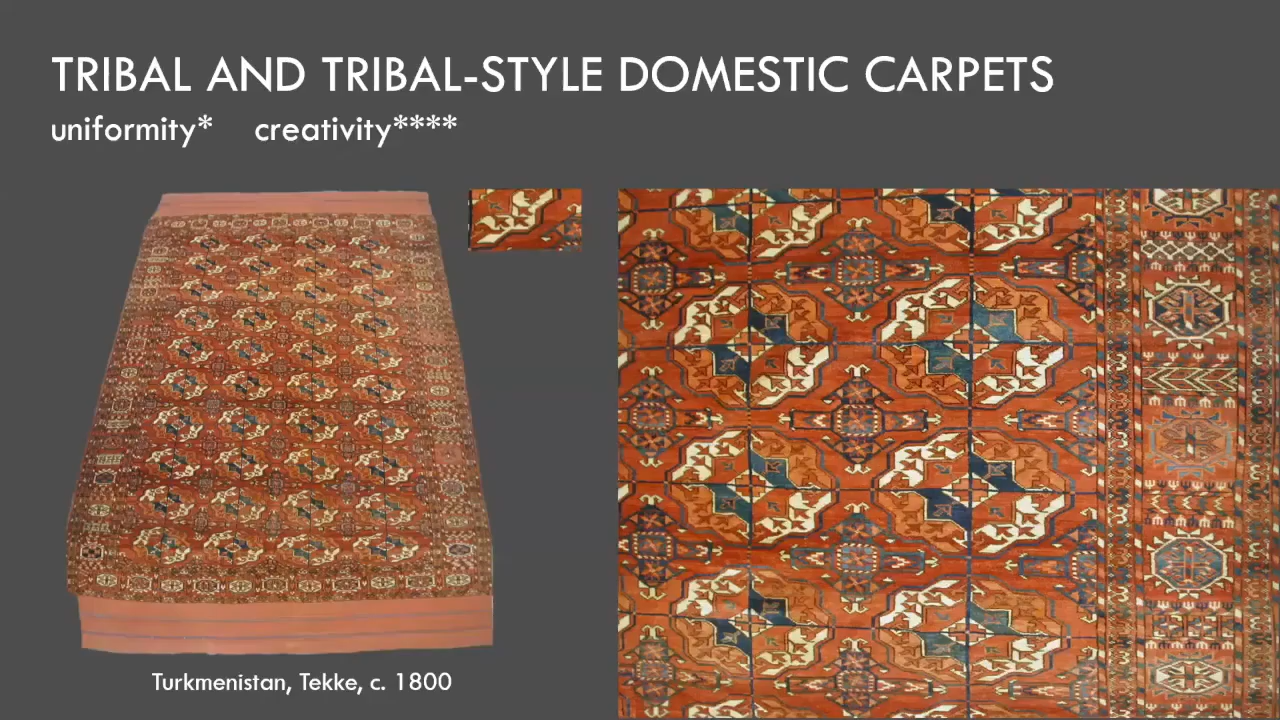 TRIBAL AND TRIBAL-STYLE DOMESTIC CARPETS
uniformity* creativity****
Turkmenistan, Tekke, c. 1800